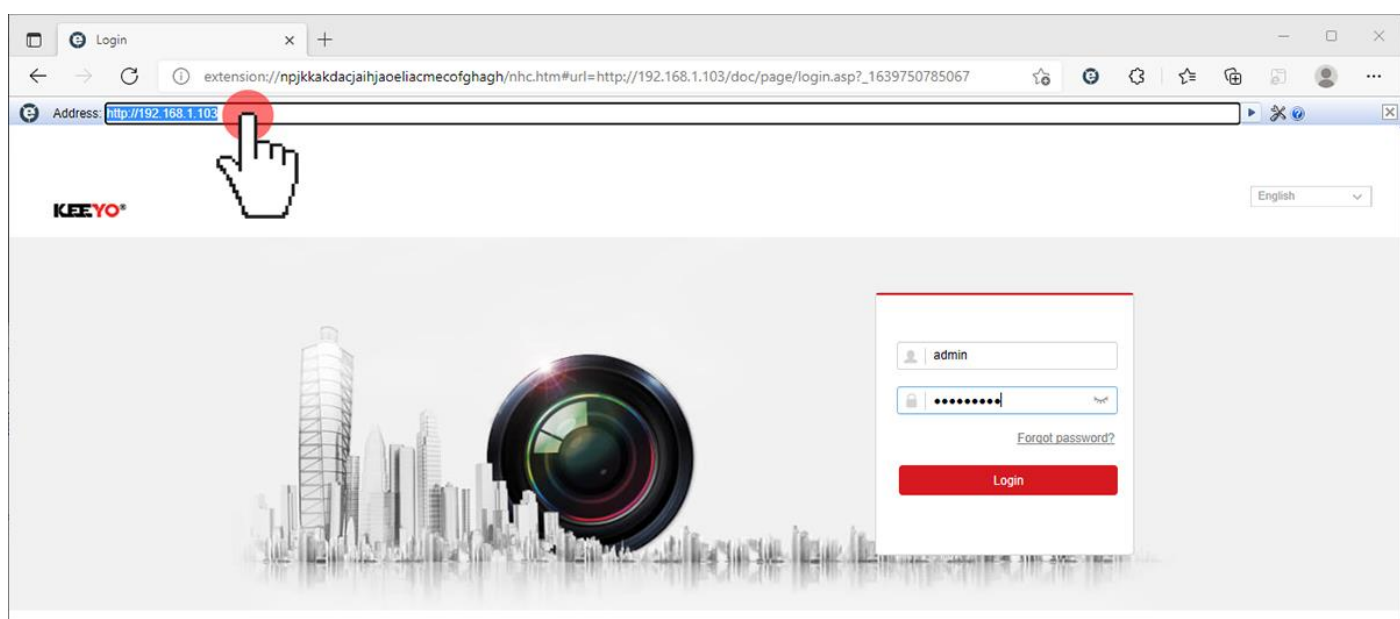 Login
extension://npjkkakdacjaihjaoeliacmecofghagh/nhc.htm#url=http://192.168.1.103/doc/page/login.asp?_1639750785067
Address: http://192.168.1.103
KEEYO®
English
admin
Forgot password?
Login